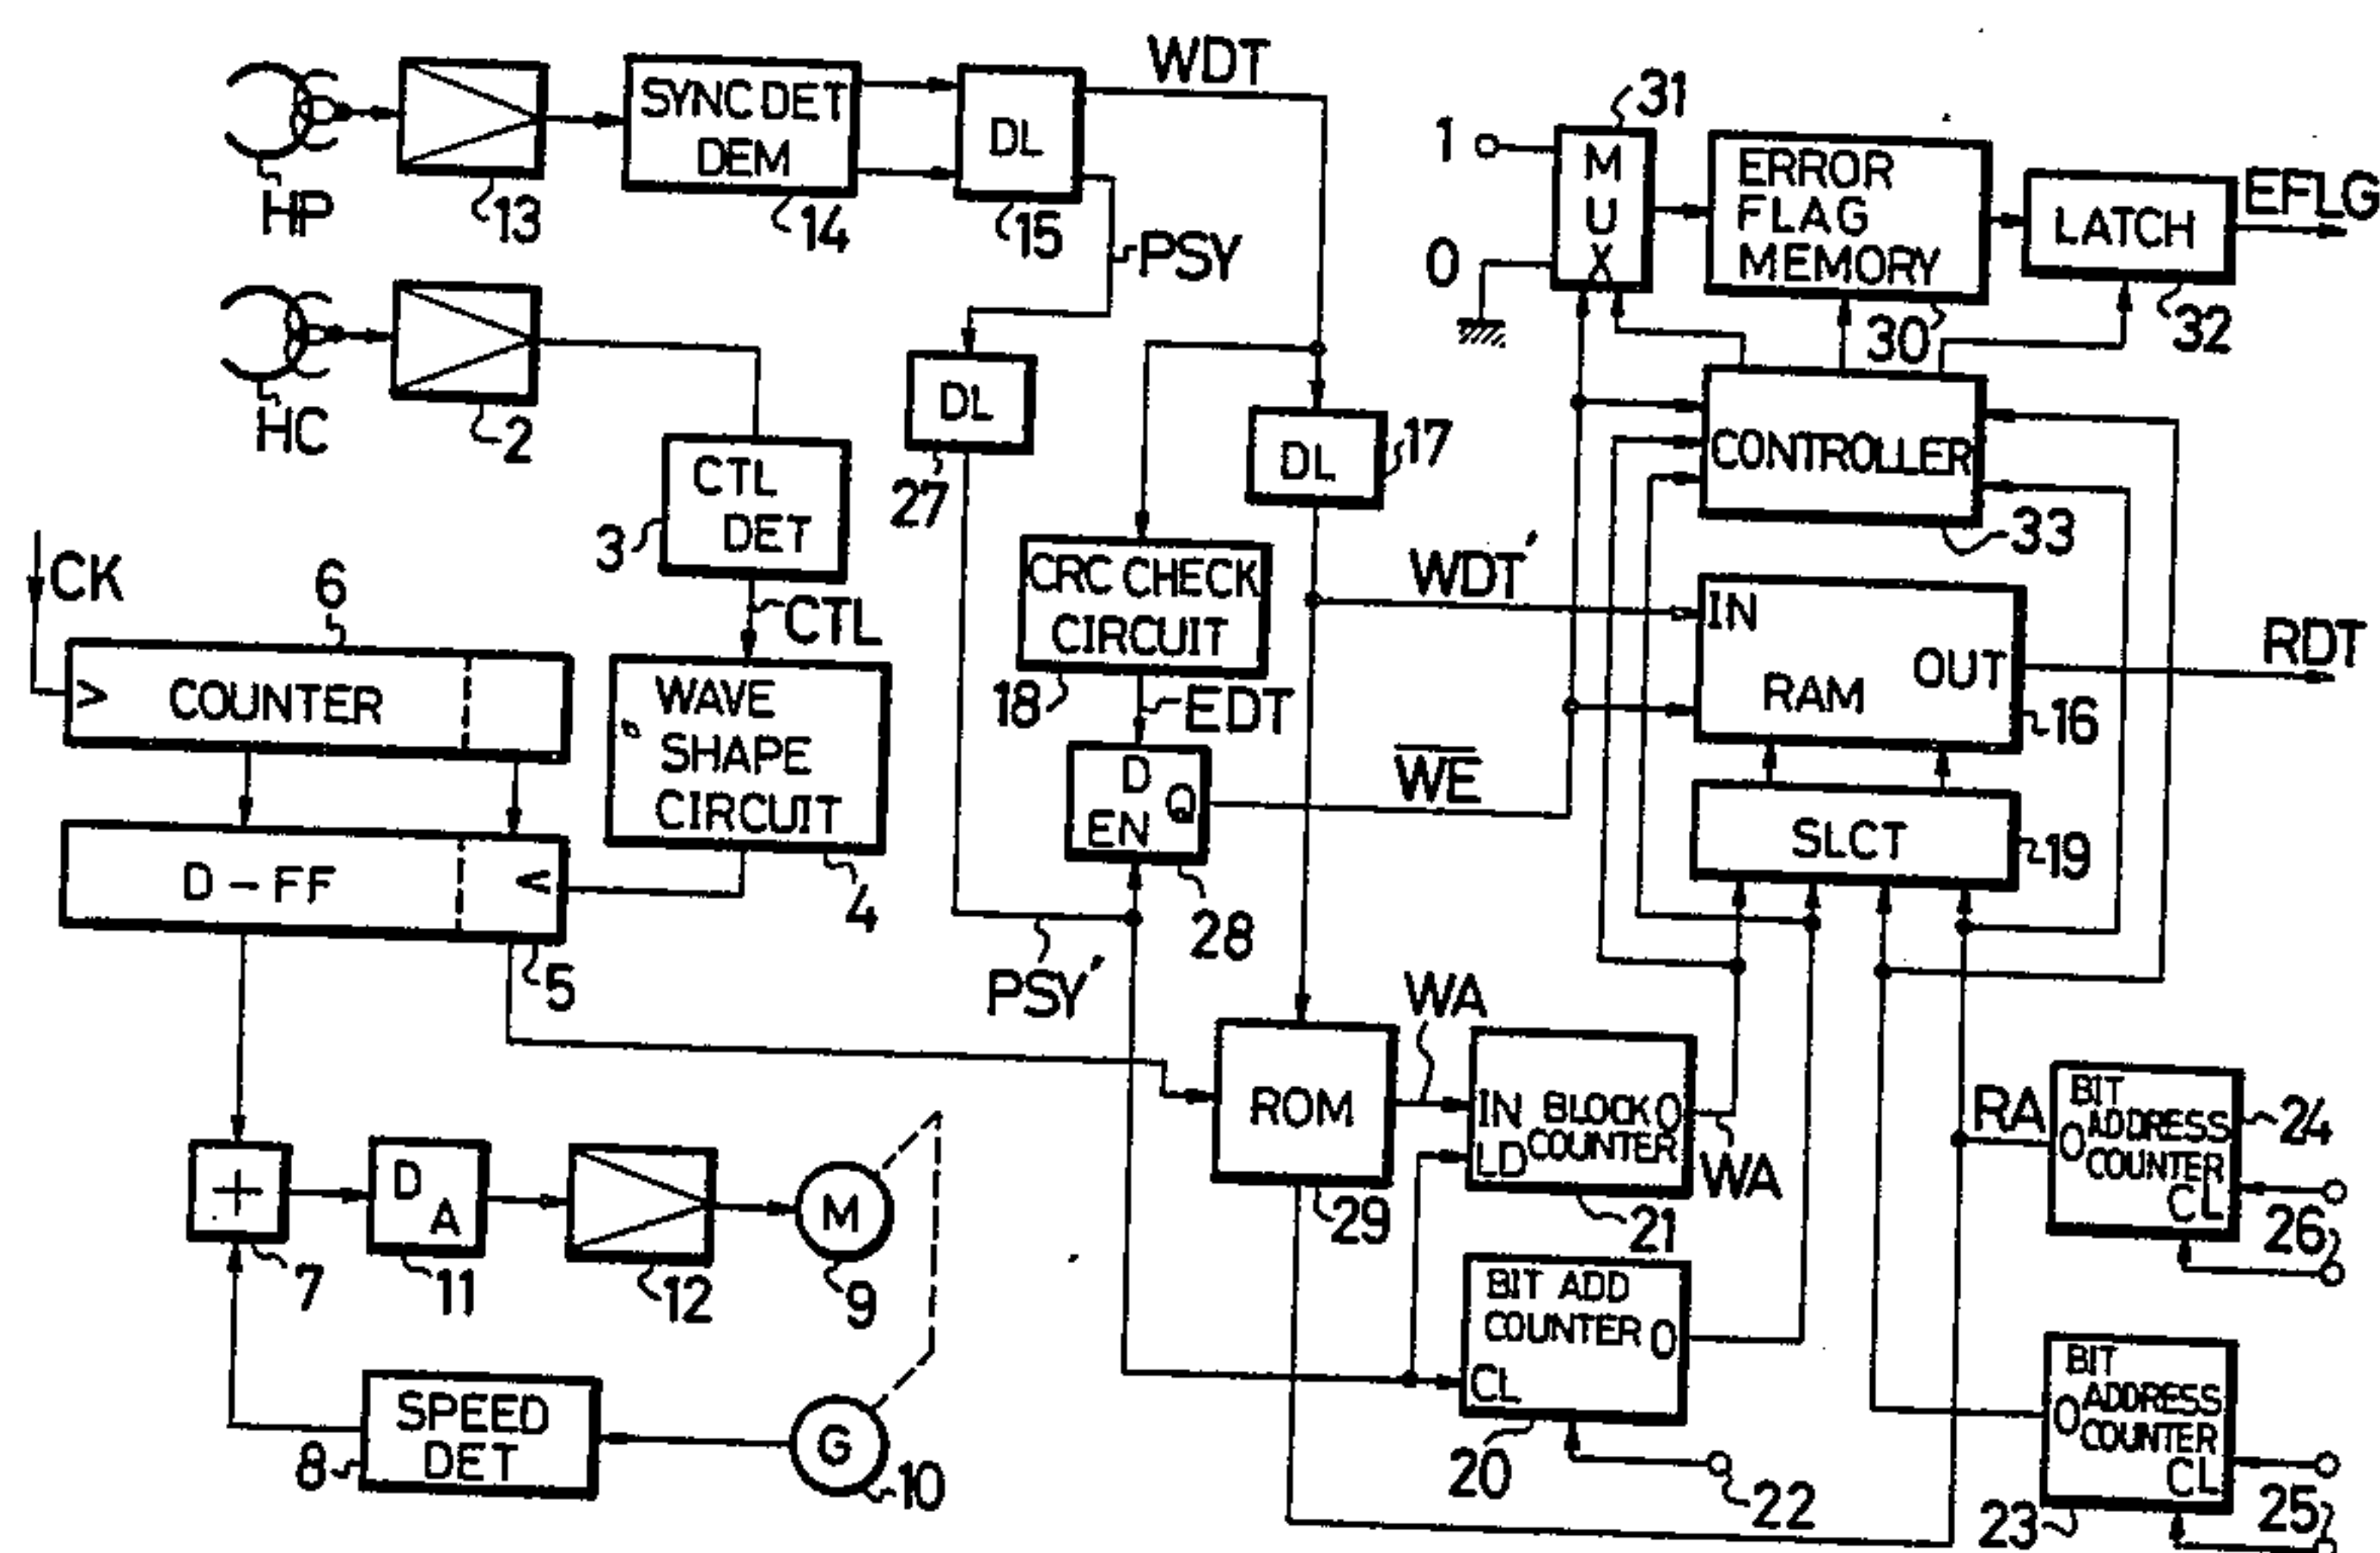 WDT
HP
13
SYNC DET
DEM
14
DL
15
PSY
1
0
31
M
U
X
ERROR
FLAG
MEMORY
30
LATCH
32
EFLG
HC
2
CTL
DET
3
CTL
DL
27
DL
17
CONTROLLER
33
CK
6
COUNTER
WAVE
SHAPE
CIRCUIT
4
CRC CHECK
CIRCUIT
18
EDT
WDT'
IN
RAM
OUT
16
RDT
D
EN
Q
28
WE
SLCT
19
D-FF
<
>
5
PSY'
ROM
29
WA
IN
LD
BLOCK
COUNTER
O
21
WA
RA
BIT
ADDRESS
COUNTER
O
CL
24
26
+
7
D
A
11
12
M
9
BIT ADD
COUNTER
O
CL
20
22
BIT
ADDRESS
COUNTER
O
CL
23
25
SPEED
DET
8
G
10